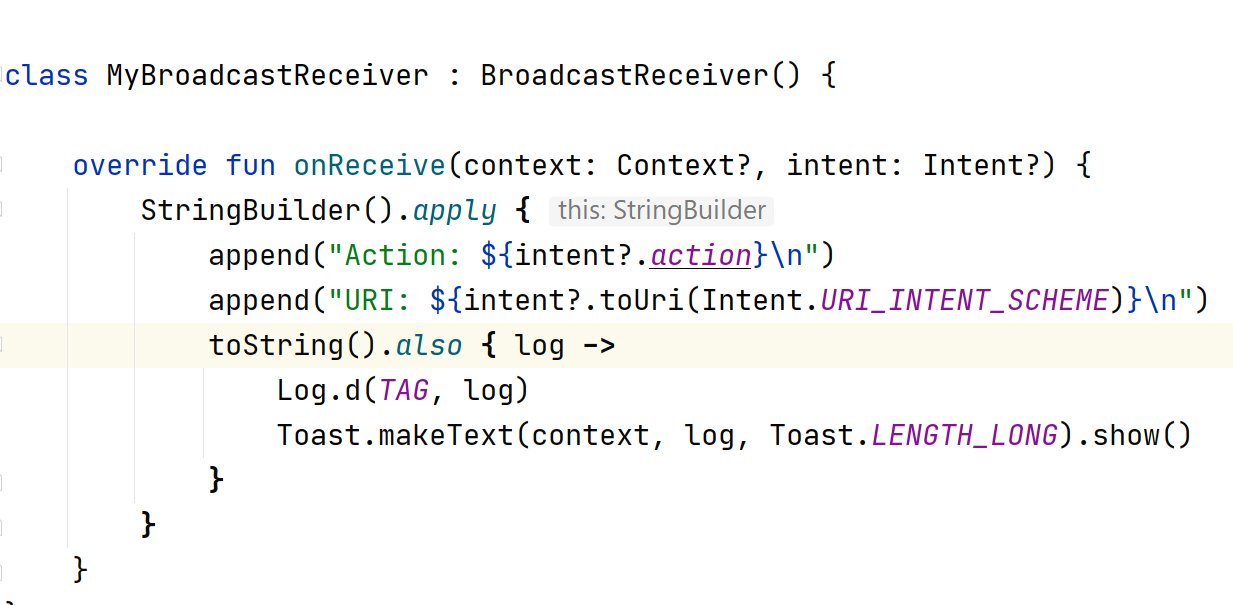 class MyBroadcastReceiver : BroadcastReceiver() {
override fun onReceive(context: Context?, intent: Intent?) {
StringBuilder().apply { this: StringBuilder
append("Action: ${intent?.action}\n")
append("URI: ${intent?.toUri(Intent.URI_INTENT_SCHEME)}\n")
toString().also { log ->
Log.d(TAG, log)
Toast.makeText(context, log, Toast.LENGTH_LONG).show()
}
}
}
}